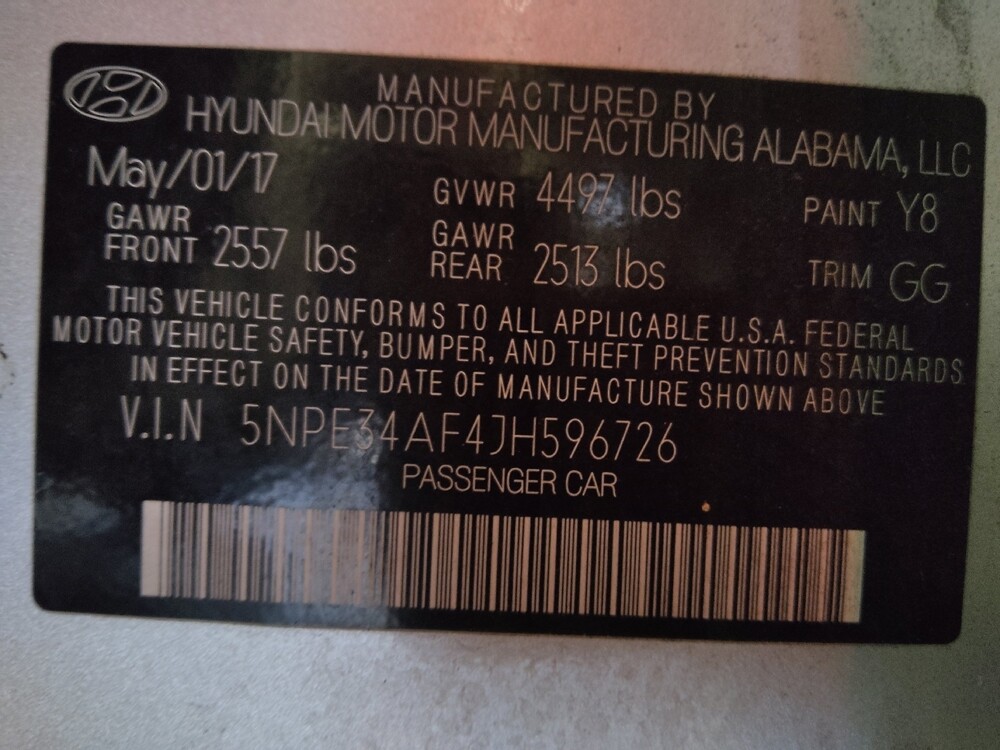 MANUFACTURED BY
HYUNDAI MOTOR MANUFACTURING ALABAMA, LLC
May/01/17 GVWR 4497 lbs PAINT Y8
GAWR FRONT 2557 lbs GAWR REAR 2513 lbs TRIM GG
THIS VEHICLE CONFORMS TO ALL APPLICABLE U.S.A. FEDERAL
MOTOR VEHICLE SAFETY, BUMPER, AND THEFT PREVENTION STANDARDS
IN EFFECT ON THE DATE OF MANUFACTURE SHOWN ABOVE
V.I.N 5NPE34AF4JH596726
PASSENGER CAR